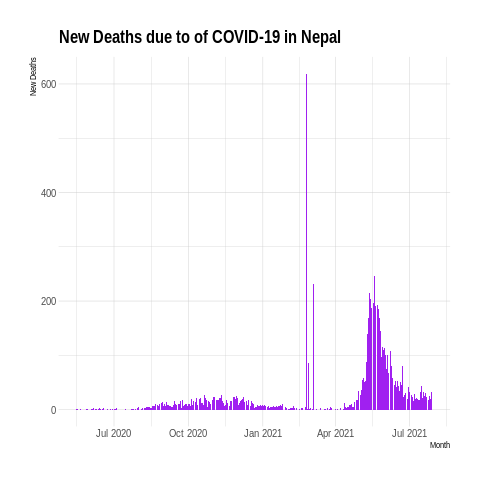 New Deaths due to of COVID-19 in Nepal
New Deaths
600
400
200
0
Jul 2020 Oct 2020 Jan 2021 Apr 2021 Jul 2021
Month